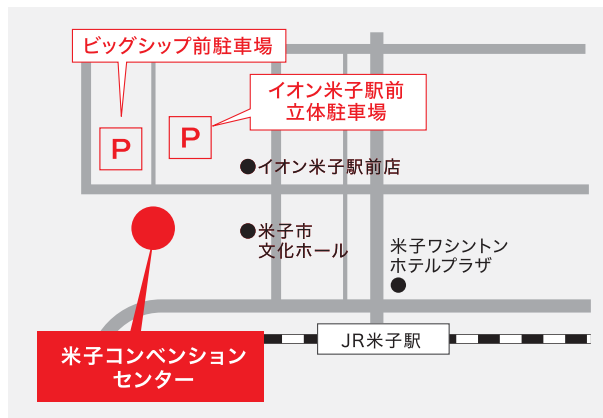 ビッグシップ前駐車場
イオン米子駅前
立体駐車場
P
P
イオン米子駅前店
米子市
文化ホール
米子ワシントン
ホテルプラザ
JR米子駅
米子コンベンション
センター